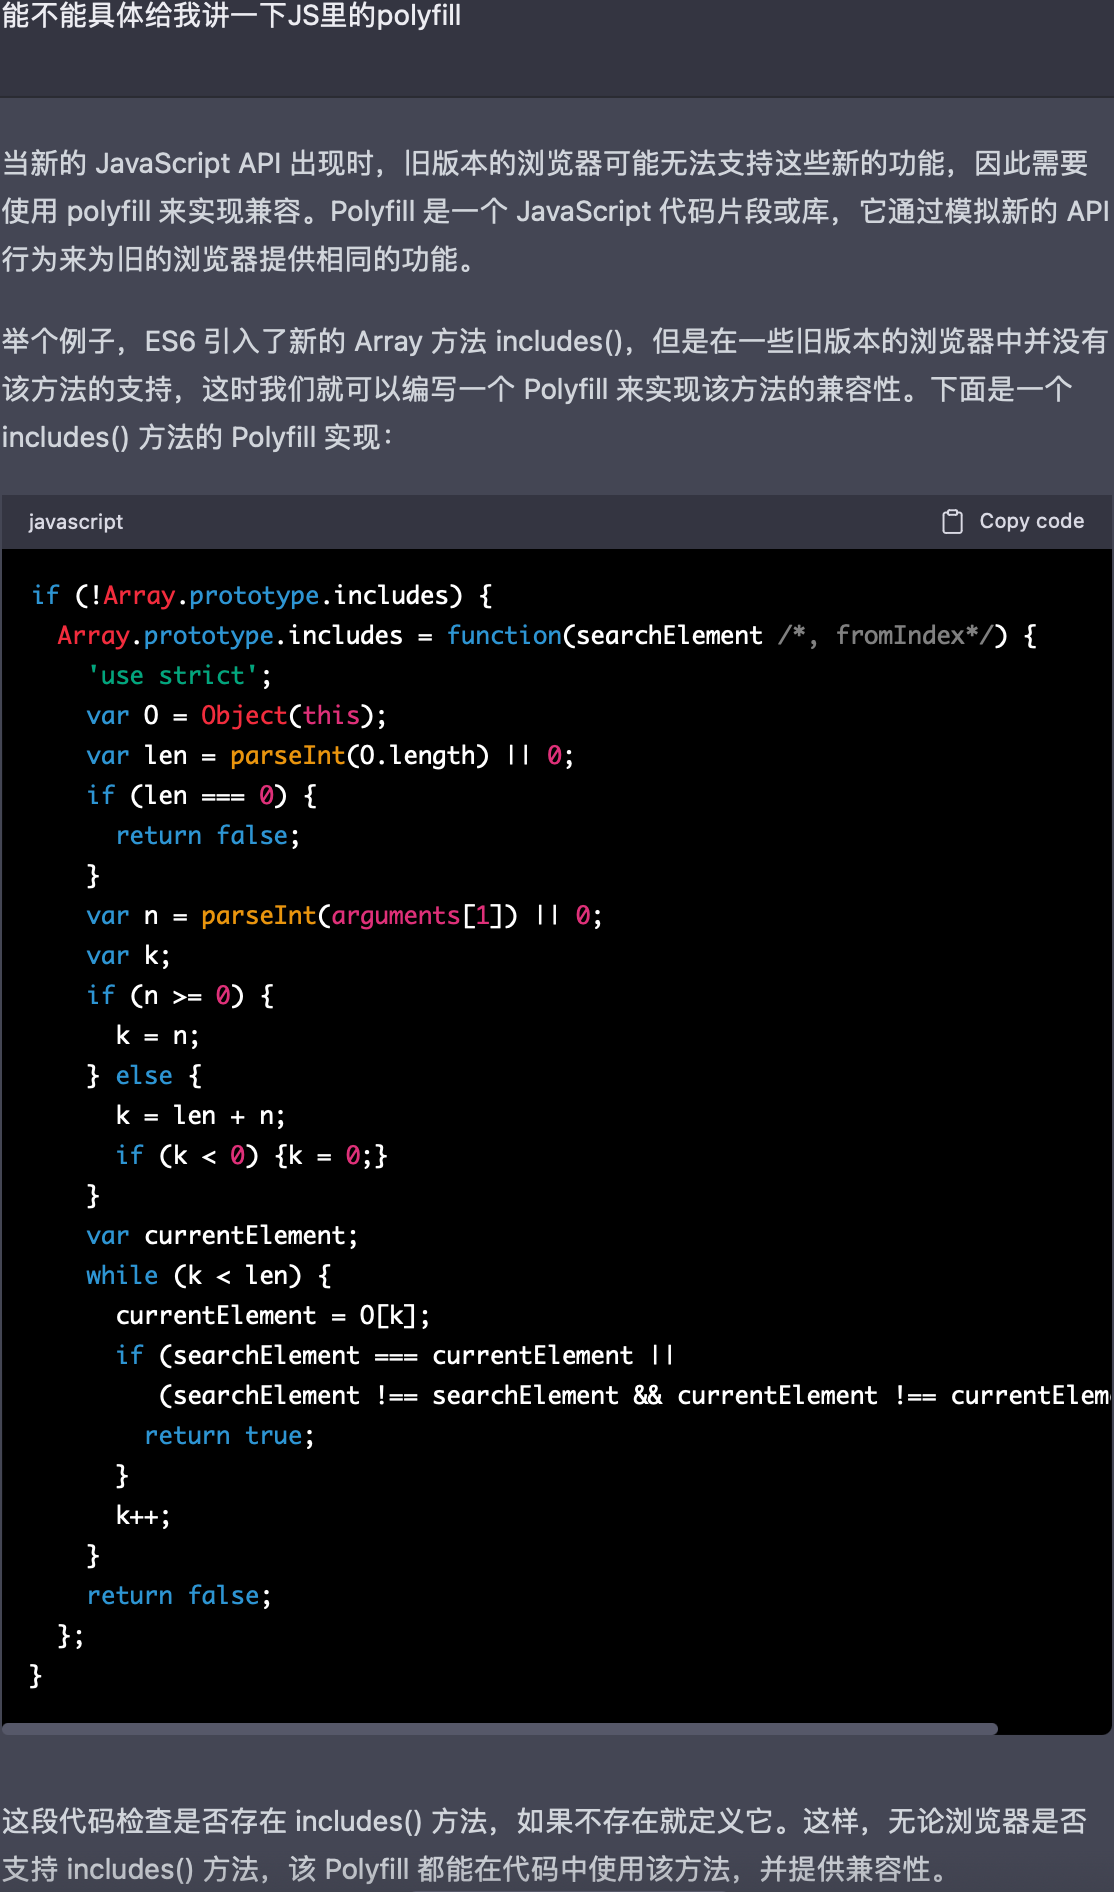 能不能具体给我讲一下JS里的polyfill
当新的 JavaScript API 出现时，旧版本的浏览器可能无法支持这些新的功能，因此需要
使用 polyfill 来实现兼容。Polyfill 是一个 JavaScript 代码片段或库，它通过模拟新的 API
行为来为旧的浏览器提供相同的功能。
举个例子，ES6 引入了新的 Array 方法 includes()，但是在一些旧版本的浏览器中并没有
该方法的支持，这时我们就可以编写一个 Polyfill 来实现该方法的兼容性。下面是一个
includes() 方法的 Polyfill 实现：
javascript Copy code
if (!Array.prototype.includes) {
  Array.prototype.includes = function(searchElement /*, fromIndex*/) {
    'use strict';
    var O = Object(this);
    var len = parseInt(O.length) || 0;
    if (len === 0) {
      return false;
    }
    var n = parseInt(arguments[1]) || 0;
    var k;
    if (n >= 0) {
      k = n;
    } else {
      k = len + n;
      if (k < 0) {k = 0;}
    }
    var currentElement;
    while (k < len) {
      currentElement = O[k];
      if (searchElement === currentElement ||
         (searchElement !== searchElement && currentElement !== currentElem
        return true;
      }
      k++;
    }
    return false;
  };
}
这段代码检查是否存在 includes() 方法，如果不存在就定义它。这样，无论浏览器是否
支持 includes() 方法，该 Polyfill 都能在代码中使用该方法，并提供兼容性。